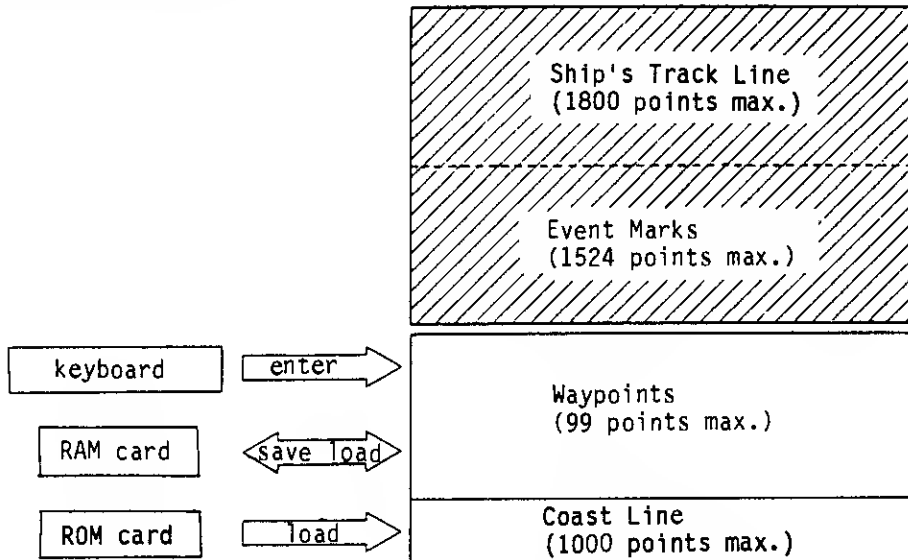 Ship's Track Line
(1800 points max.)
Event Marks
(1524 points max.)
keyboard
enter
Waypoints
(99 points max.)
RAM card
save load
ROM card
load
Coast Line
(1000 points max.)